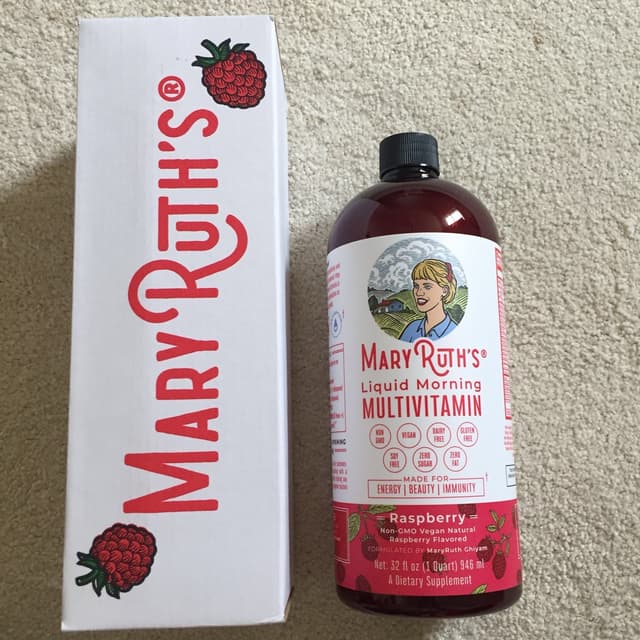 MARY RUTH'S®
MARY RUTH'S®
Liquid Morning
MULTIVITAMIN
NON GMO
VEGAN
DAIRY FREE
GLUTEN FREE
SOY FREE
ZERO SUGAR
ZERO FAT
MADE FOR
ENERGY | BEAUTY | IMMUNITY †
Raspberry
Non-GMO Vegan Natural
Raspberry Flavored
FORMULATED BY MaryRuth Ghiyam
Net: 32 fl oz (1 Quart) 946 ml
A Dietary Supplement